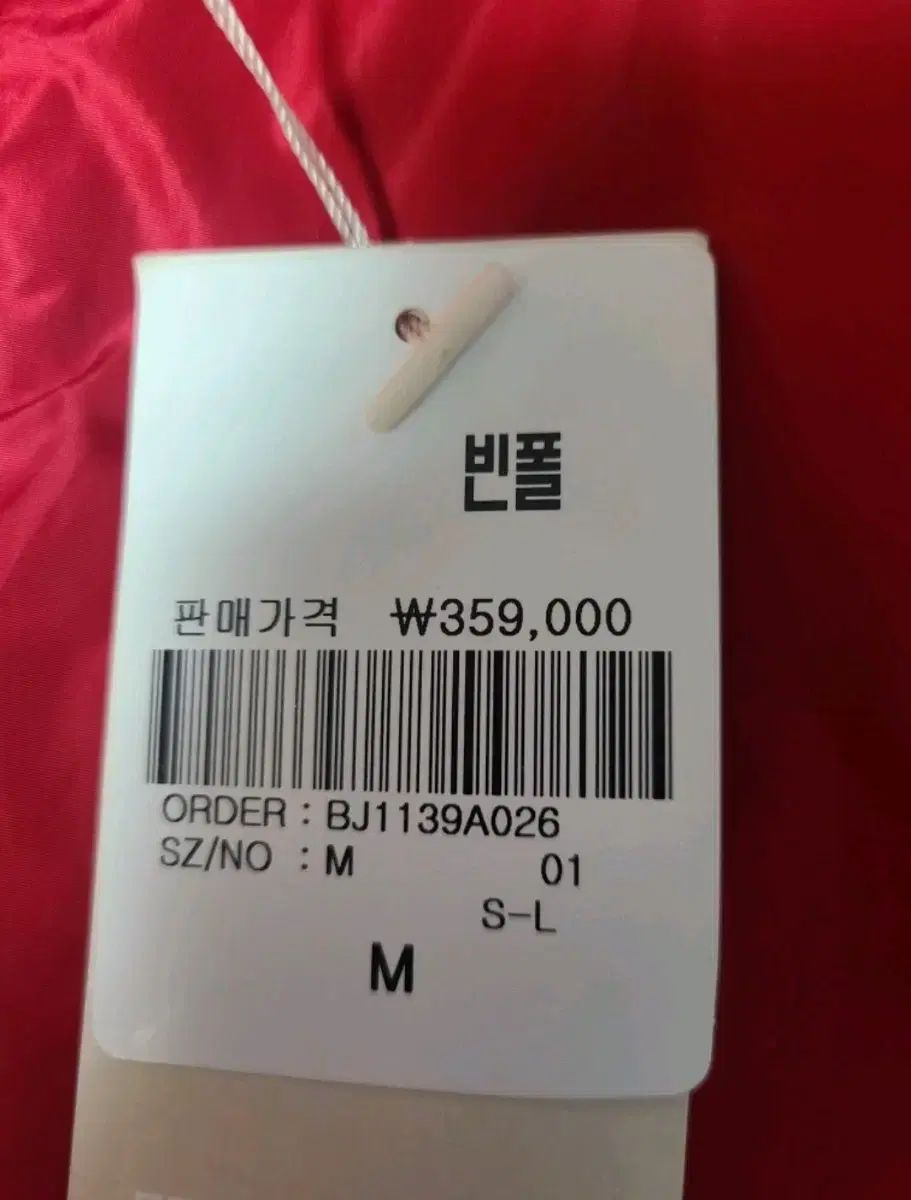 빈폴
판매가격 ₩359,000
ORDER : BJ1139A026
SZ/NO : M 01
S-L
M